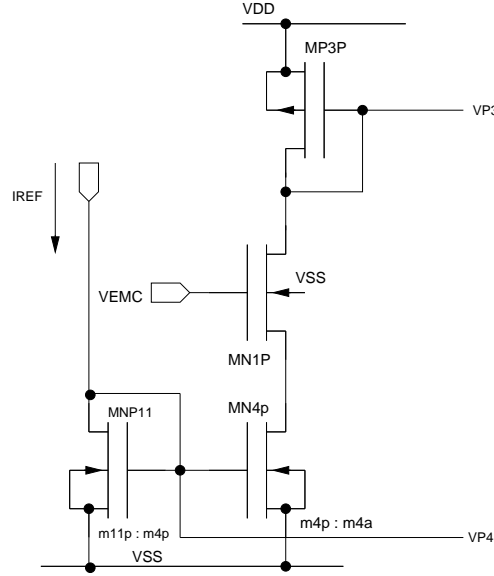 VDD
MP3P
VP3
IREF
VSS
VEMC
MN1P
MNP11
MN4p
m11p : m4p
m4p : m4a
VP4
VSS